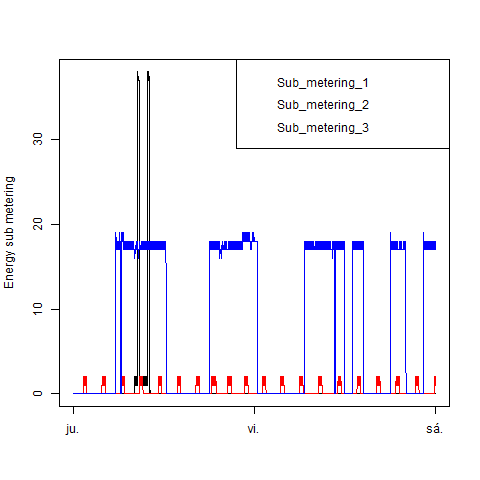 Sub_metering_1
Sub_metering_2
Sub_metering_3
Energy sub metering
30
20
10
0
ju.
vi.
sá.